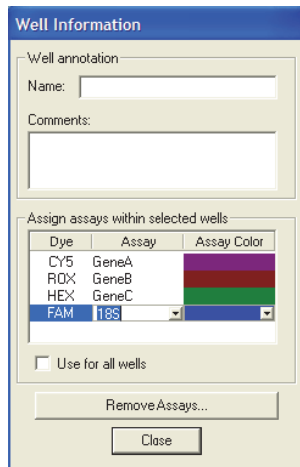 Well Information
Well annotation
Name:
Comments:
Assign assays within selected wells
Dye Assay Assay Color
CY5 GeneA
ROX GeneB
HEX GeneC
FAM 18S
Use for all wells
Remove Assays...
Close